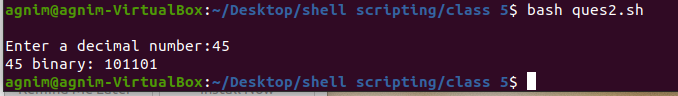 agnim@agnim-VirtualBox:~/Desktop/shell scripting/class 5$ bash ques2.sh
Enter a decimal number:45
45 binary: 101101
agnim@agnim-VirtualBox:~/Desktop/shell scripting/class 5$